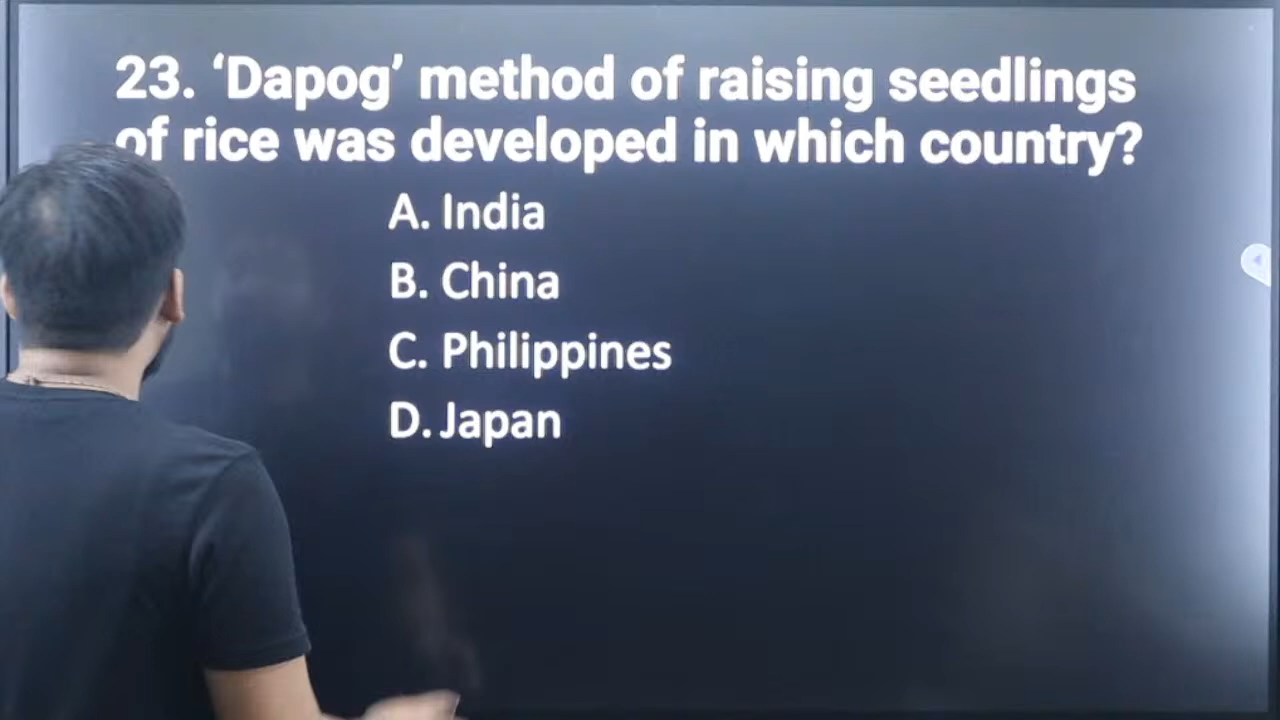 23. ‘Dapog’ method of raising seedlings
of rice was developed in which country?
A. India
B. China
C. Philippines
D. Japan